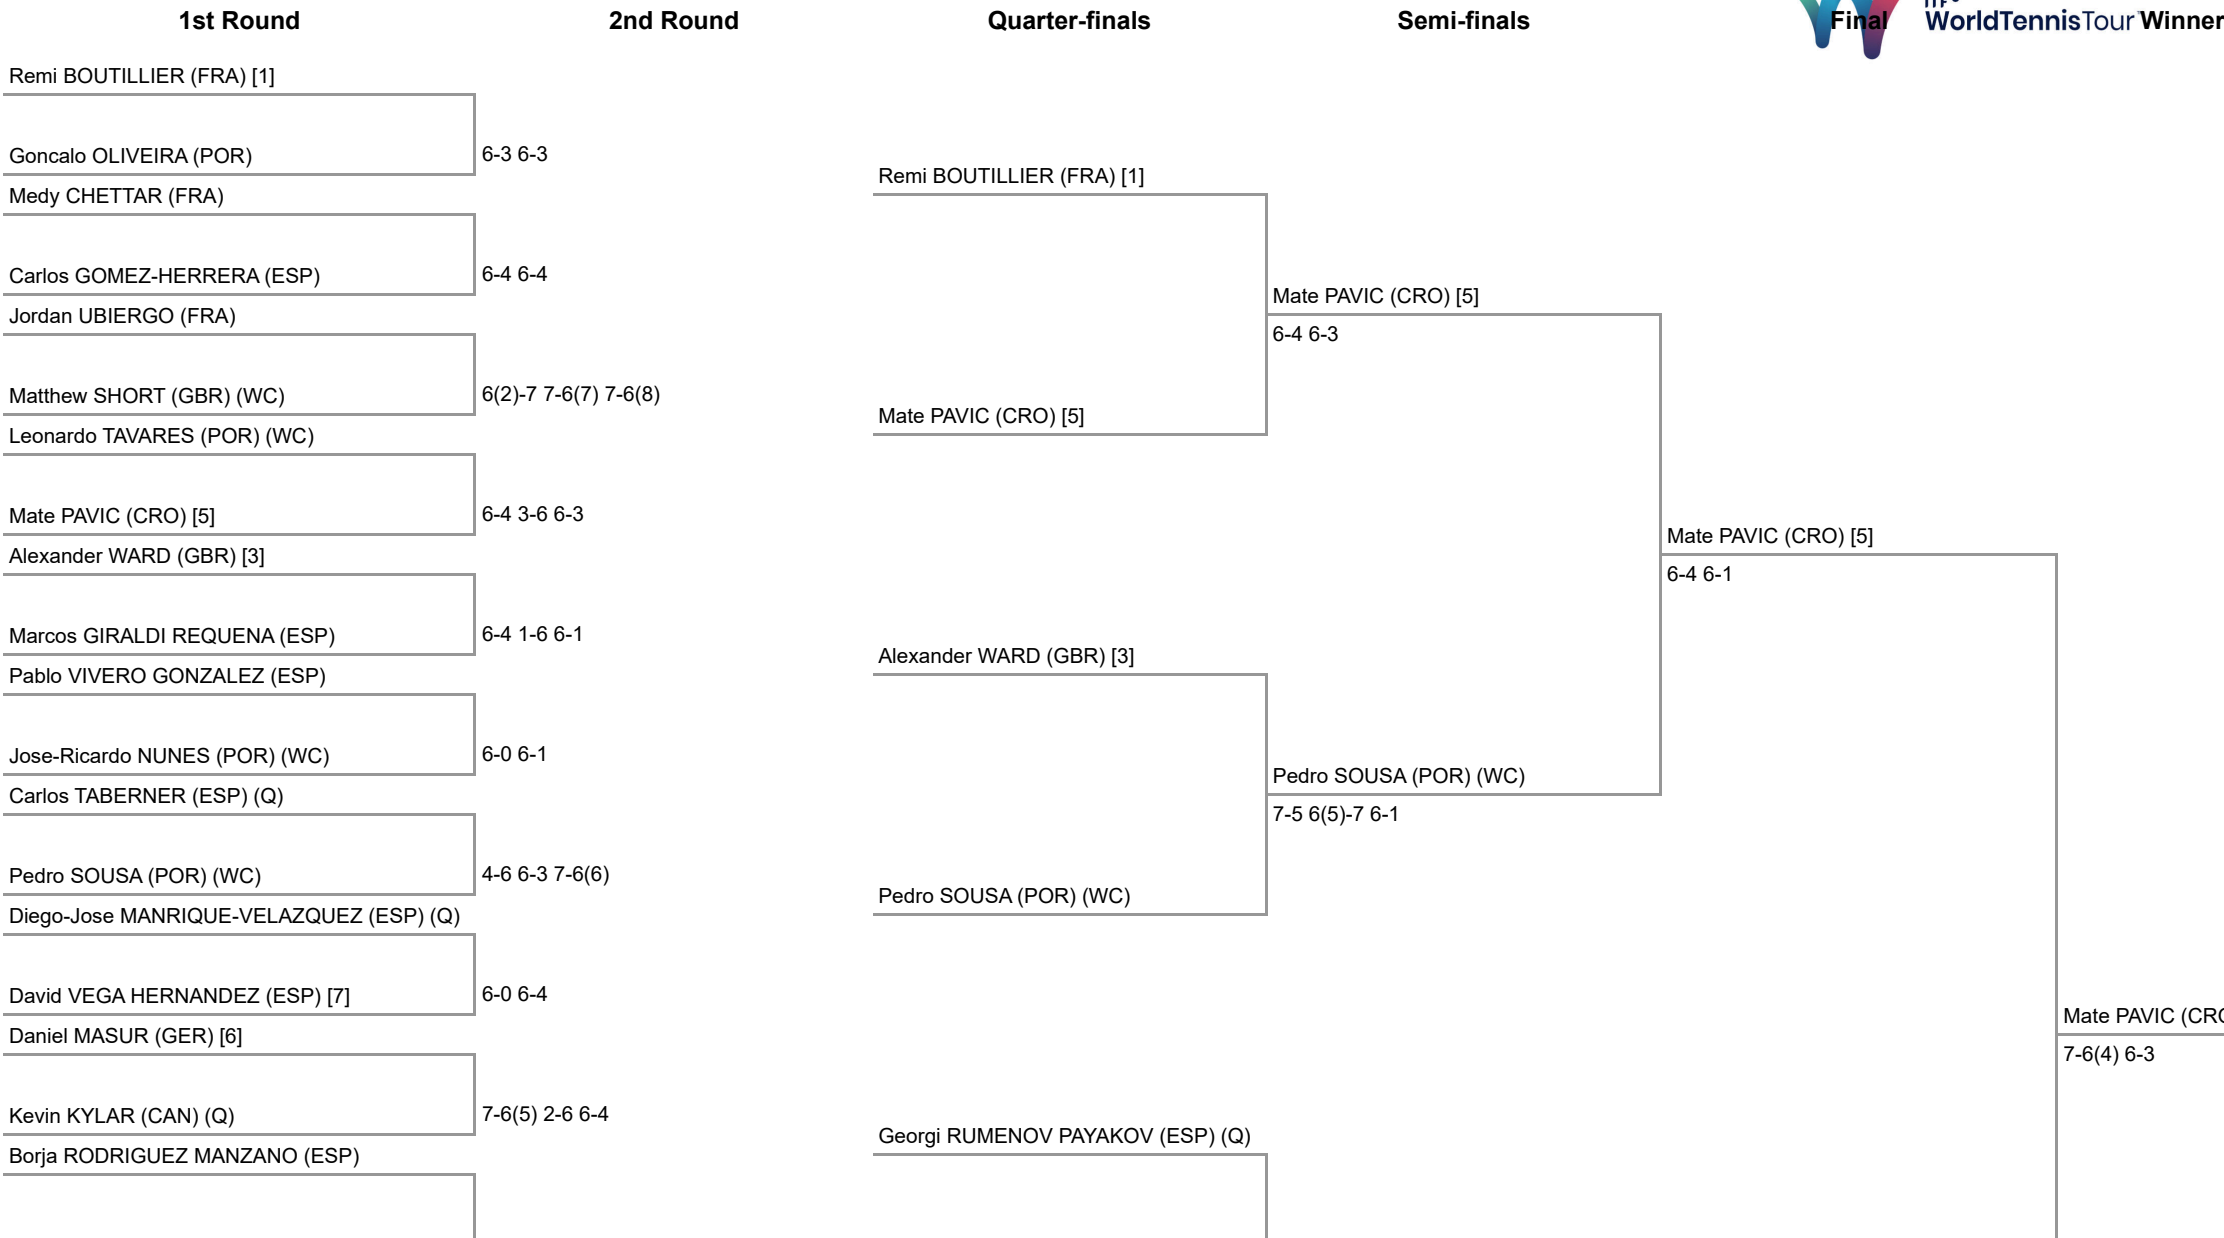 1st Round
2nd Round
Quarter-finals
Semi-finals
Final
WorldTennisTour
Winner
Remi BOUTILLIER (FRA) [1]
Goncalo OLIVEIRA (POR)
6-3 6-3
Remi BOUTILLIER (FRA) [1]
Medy CHETTAR (FRA)
Carlos GOMEZ-HERRERA (ESP)
6-4 6-4
Mate PAVIC (CRO) [5]
Jordan UBIERGO (FRA)
6-4 6-3
Matthew SHORT (GBR) (WC)
6(2)-7 7-6(7) 7-6(8)
Mate PAVIC (CRO) [5]
Leonardo TAVARES (POR) (WC)
Mate PAVIC (CRO) [5]
6-4 3-6 6-3
Mate PAVIC (CRO) [5]
Alexander WARD (GBR) [3]
6-4 6-1
Marcos GIRALDI REQUENA (ESP)
6-4 1-6 6-1
Alexander WARD (GBR) [3]
Pablo VIVERO GONZALEZ (ESP)
Jose-Ricardo NUNES (POR) (WC)
6-0 6-1
Pedro SOUSA (POR) (WC)
Carlos TABERNER (ESP) (Q)
7-5 6(5)-7 6-1
Pedro SOUSA (POR) (WC)
4-6 6-3 7-6(6)
Pedro SOUSA (POR) (WC)
Diego-Jose MANRIQUE-VELAZQUEZ (ESP) (Q)
David VEGA HERNANDEZ (ESP) [7]
6-0 6-4
Mate PAVIC (CRO
Daniel MASUR (GER) [6]
7-6(4) 6-3
Kevin KYLAR (CAN) (Q)
7-6(5) 2-6 6-4
Georgi RUMENOV PAYAKOV (ESP) (Q)
Borja RODRIGUEZ MANZANO (ESP)